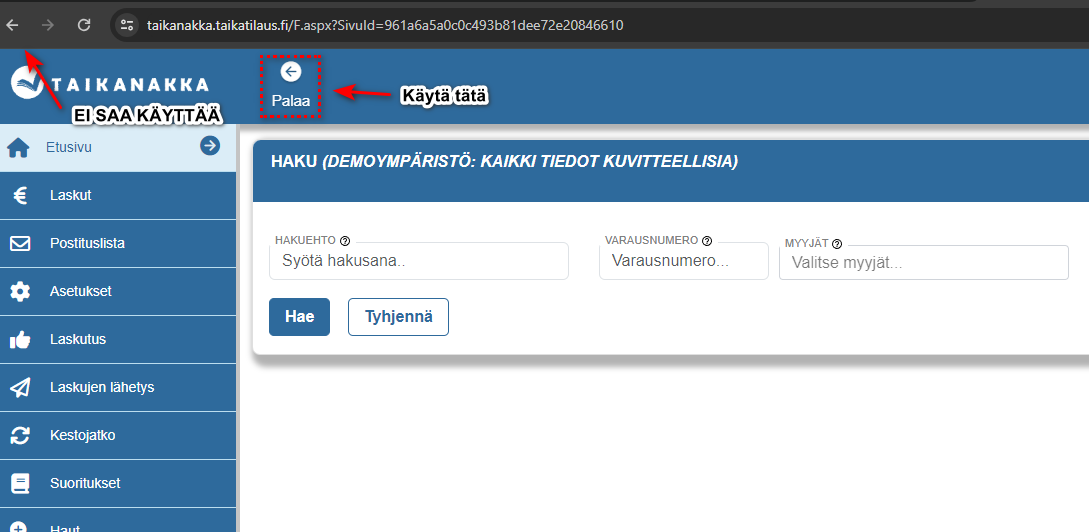 taikanakka.taikatilaus.fi/F.aspx?SivuId=961a6a5a0c0c493b81dee72e20846610
TAIKANAKKA
EI SAA KÄYTTÄÄ
Palaa
Käytä tätä
Etusivu
Laskut
Postituslista
Asetukset
Laskutus
Laskujen lähetys
Kestojatko
Suoritukset
Haut
HAKU (DEMOYMPÄRISTÖ: KAIKKI TIEDOT KUVITTEELLISIA)
HAKUEHTO
Syötä hakusana..
VARAUSNUMERO
Varausnumero...
MYYJÄT
Valitse myyjät...
Hae
Tyhjennä